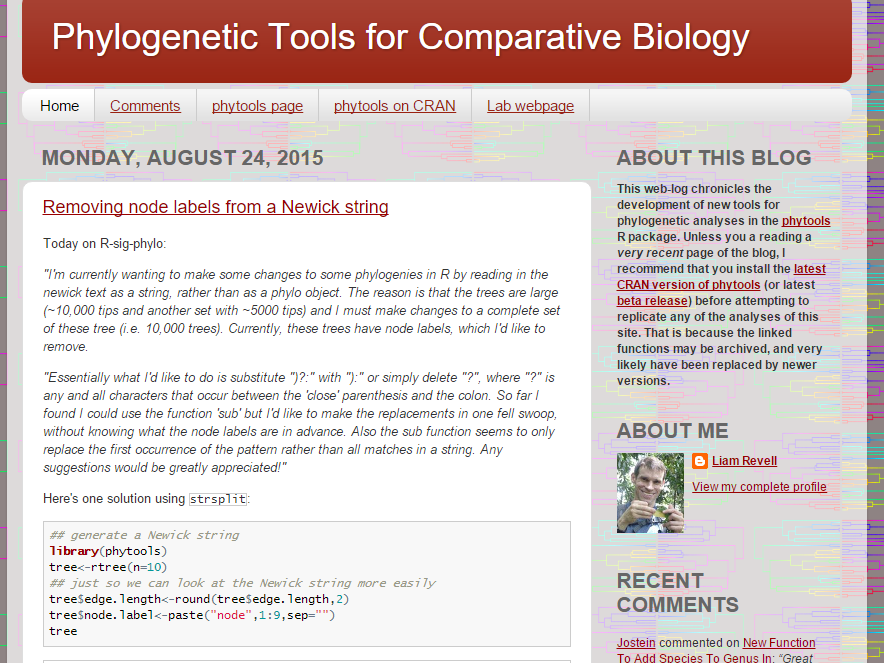 Phylogenetic Tools for Comparative Biology
Home
Comments
phytools page
phytools on CRAN
Lab webpage
MONDAY, AUGUST 24, 2015
Removing node labels from a Newick string
Today on R-sig-phylo:
"I'm currently wanting to make some changes to some phylogenies in R by reading in the
newick text as a string, rather than as a phylo object. The reason is that the trees are large
(~10,000 tips and another set with ~5000 tips) and I must make changes to a complete set
of these tree (i.e. 10,000 trees). Currently, these trees have node labels, which I'd like to
remove.
"Essentially what I'd like to do is substitute ")?:" with "):" or simply delete "?", where "?" is
any and all characters that occur between the 'close' parenthesis and the colon. So far I
found I could use the function 'sub' but I'd like to make the replacements in one fell swoop,
without knowing what the node labels are in advance. Also the sub function seems to only
replace the first occurrence of the pattern rather than all matches in a string. Any
suggestions would be greatly appreciated!"
Here's one solution using strsplit:
## generate a Newick string
library(phytools)
tree<-rtree(n=10)
## just so we can look at the Newick string more easily
tree$edge.length<-round(tree$edge.length,2)
tree$node.label<-paste("node",1:9,sep="")
tree
ABOUT THIS BLOG
This web-log chronicles the
development of new tools for
phylogenetic analyses in the phytools
R package. Unless you a reading a
very recent page of the blog, I
recommend that you install the latest
CRAN version of phytools (or latest
beta release) before attempting to
replicate any of the analyses of this
site. That is because the linked
functions may be archived, and very
likely have been replaced by newer
versions.
ABOUT ME
Liam Revell
View my complete profile
RECENT
COMMENTS
Jostein commented on New Function
To Add Species To Genus In: “Great